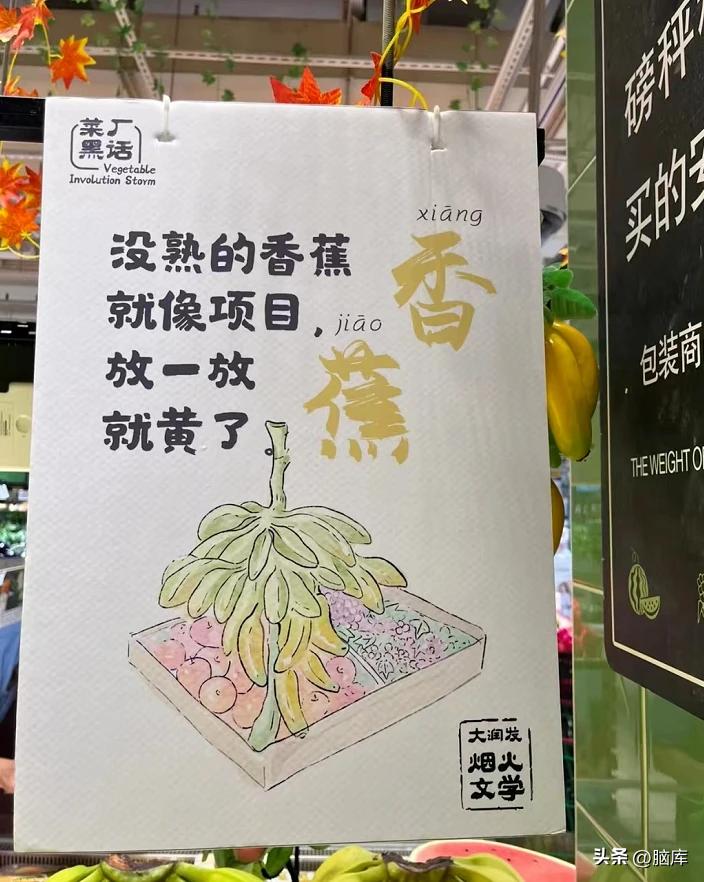 菜厂
黑话
Vegetable
Involution Storm
xiāng
香
jiāo
蕉
没熟的香蕉
就像项目，
放一放
就黄了。
大润发
烟火
文学
磅秤
买的
包装商
THE WEIGHT O
头条 @脑库